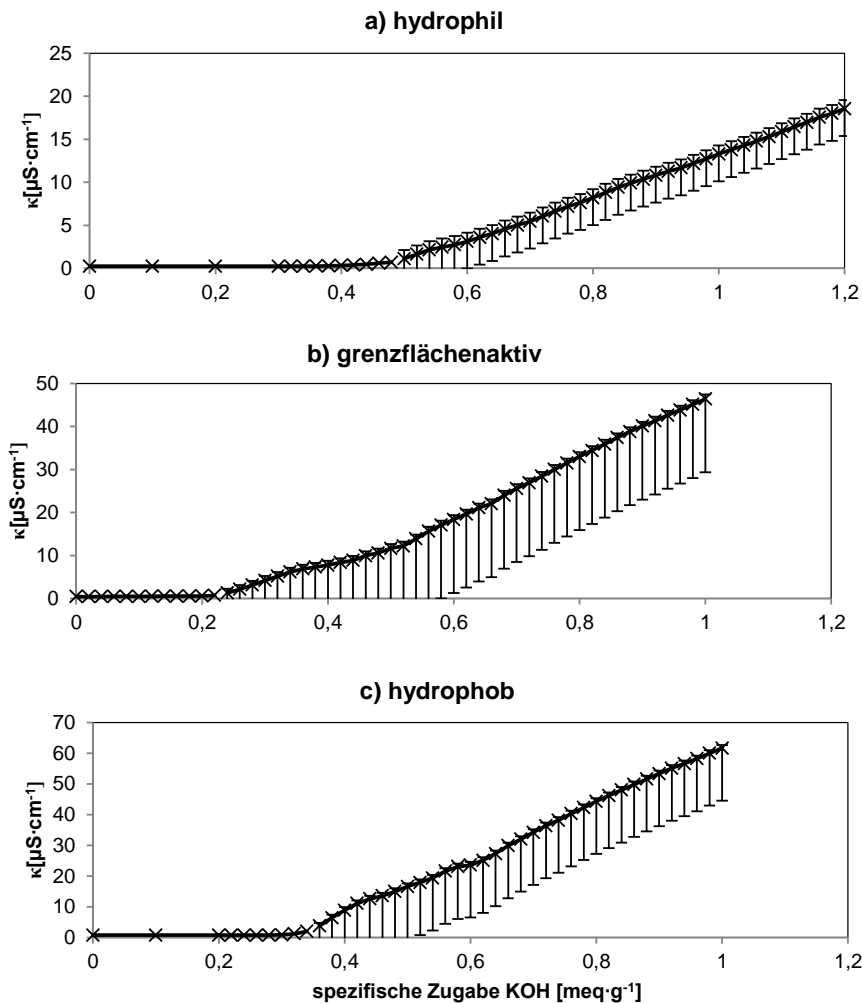 a) hydrophil
κ[µS·cm⁻¹]
25
20
15
10
5
0
0 0,2 0,4 0,6 0,8 1 1,2
b) grenzflächenaktiv
κ[µS·cm⁻¹]
50
40
30
20
10
0
0 0,2 0,4 0,6 0,8 1 1,2
c) hydrophob
κ[µS·cm⁻¹]
70
60
50
40
30
20
10
0
0 0,2 0,4 0,6 0,8 1 1,2
spezifische Zugabe KOH [meq·g⁻¹]